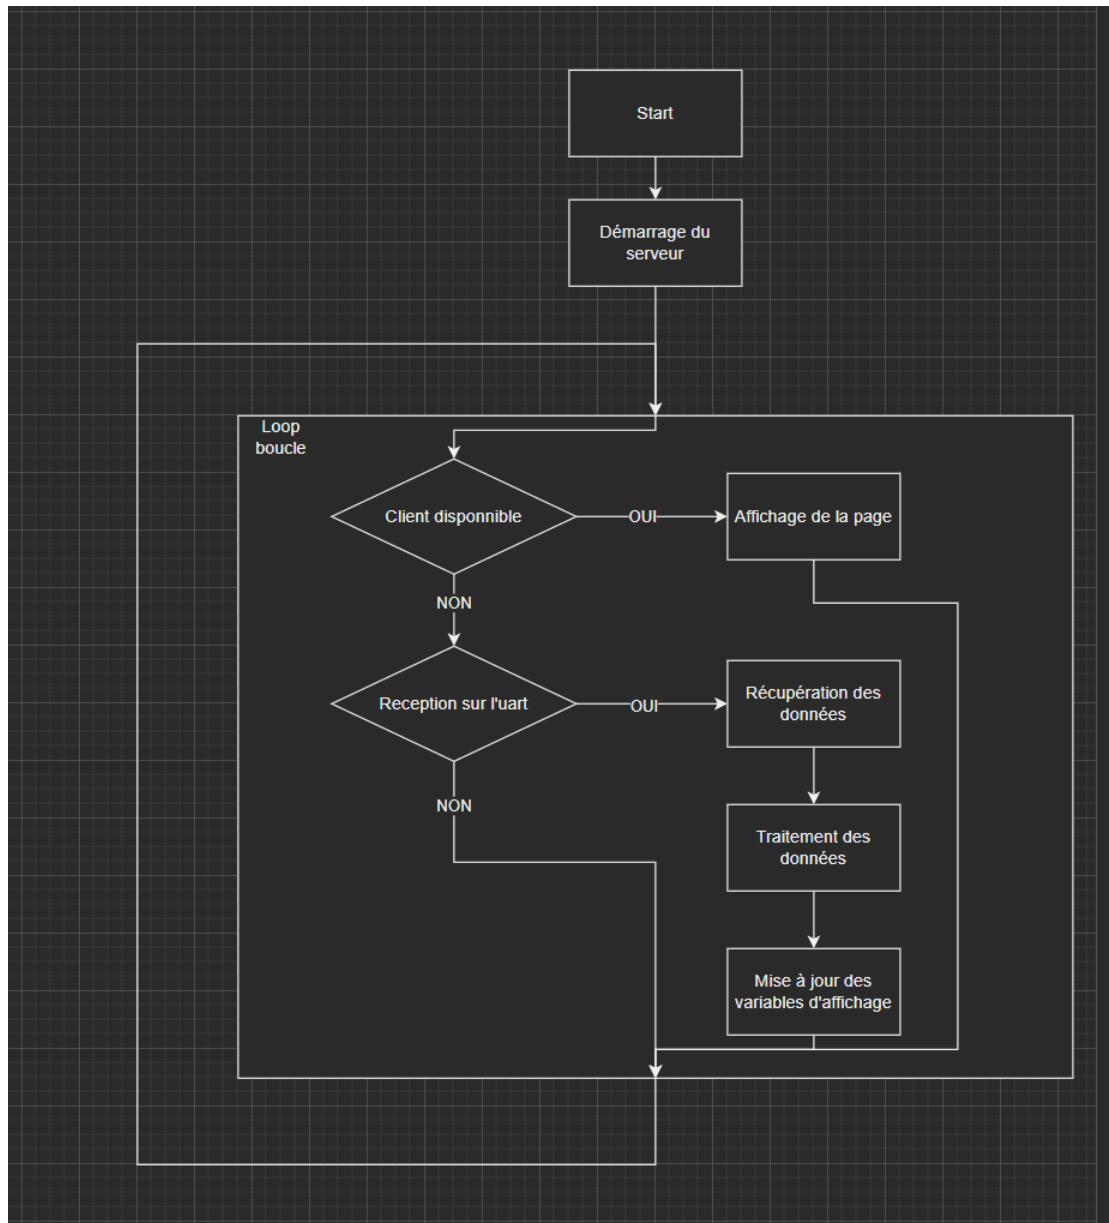 Start
Démarrage du
serveur
Loop
boucle
Client disponnible
OUI
Affichage de la page
NON
Reception sur l'uart
OUI
Récupération des
données
NON
Traitement des
données
Mise à jour des
variables d'affichage